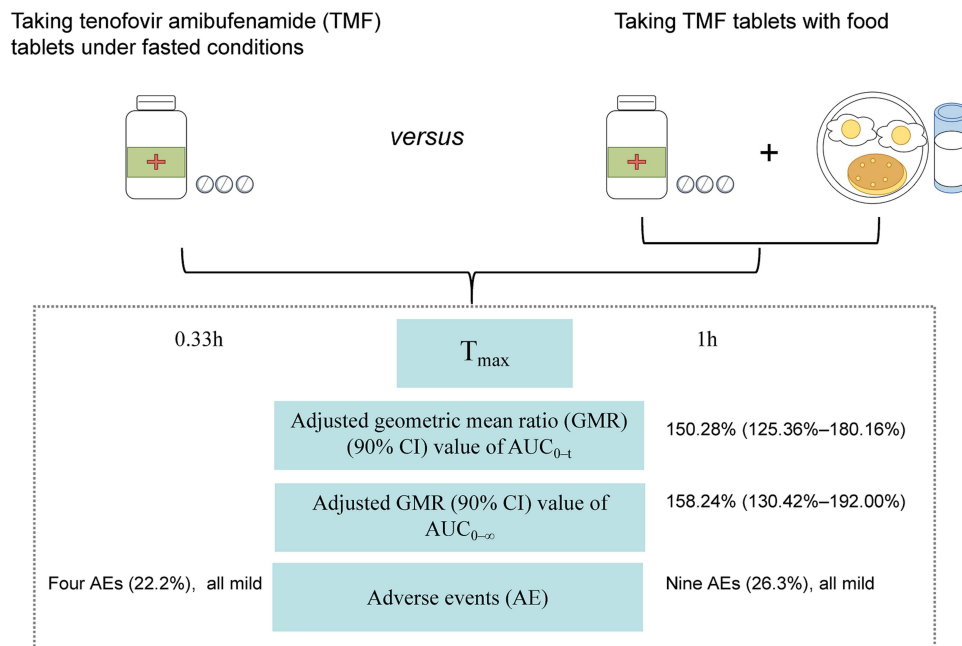 Taking tenofovir amibufenamide (TMF)
tablets under fasted conditions
Taking TMF tablets with food
versus
+
0.33h
T_max
1h
Adjusted geometric mean ratio (GMR)
(90% CI) value of AUC_0–t
150.28% (125.36%–180.16%)
Adjusted GMR (90% CI) value of
AUC_0–∞
158.24% (130.42%–192.00%)
Four AEs (22.2%), all mild
Adverse events (AE)
Nine AEs (26.3%), all mild